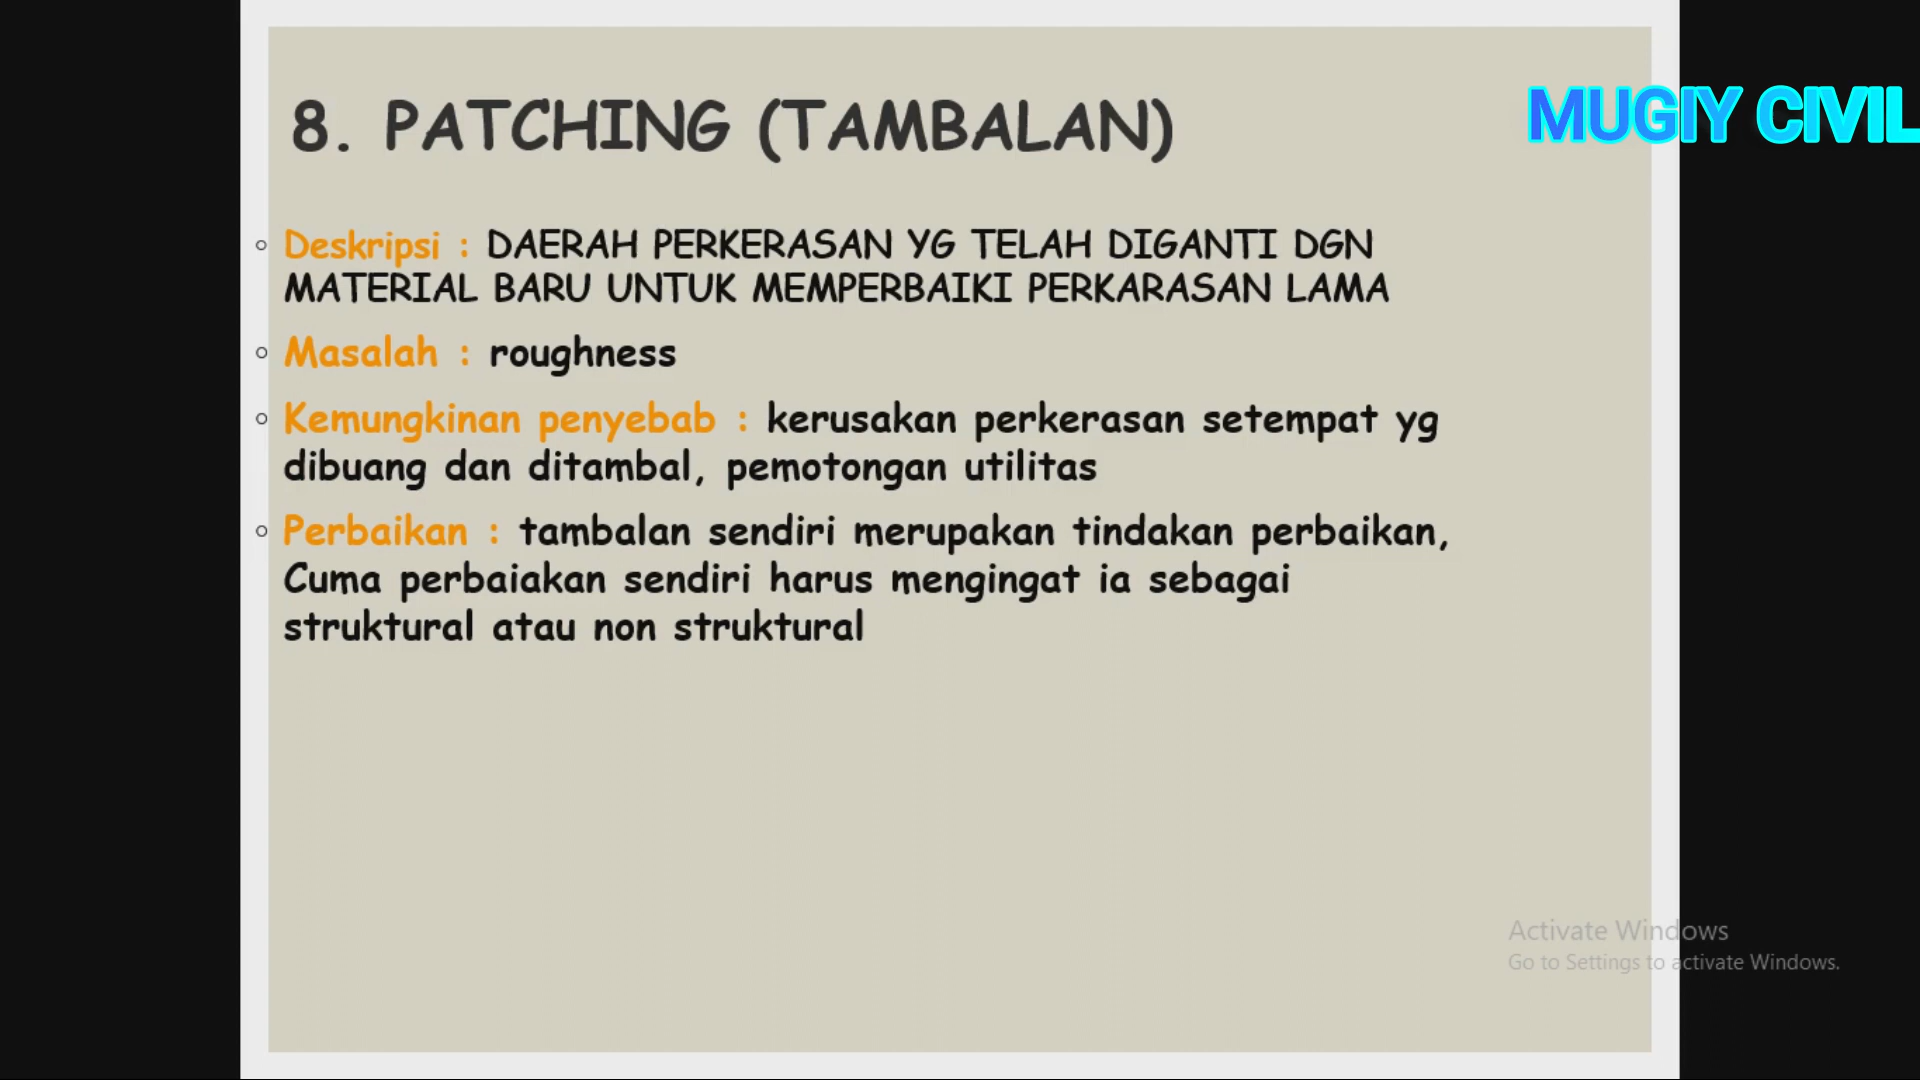 8. PATCHING (TAMBALAN)
MUGIY CIVIL
Deskripsi : DAERAH PERKERASAN YG TELAH DIGANTI DGN
MATERIAL BARU UNTUK MEMPERBAIKI PERKARASAN LAMA
Masalah : roughness
Kemungkinan penyebab : kerusakan perkerasan setempat yg
dibuang dan ditambal, pemotongan utilitas
Perbaikan : tambalan sendiri merupakan tindakan perbaikan,
Cuma perbaiakan sendiri harus mengingat ia sebagai
struktural atau non struktural
Activate Windows
Go to Settings to activate Windows.